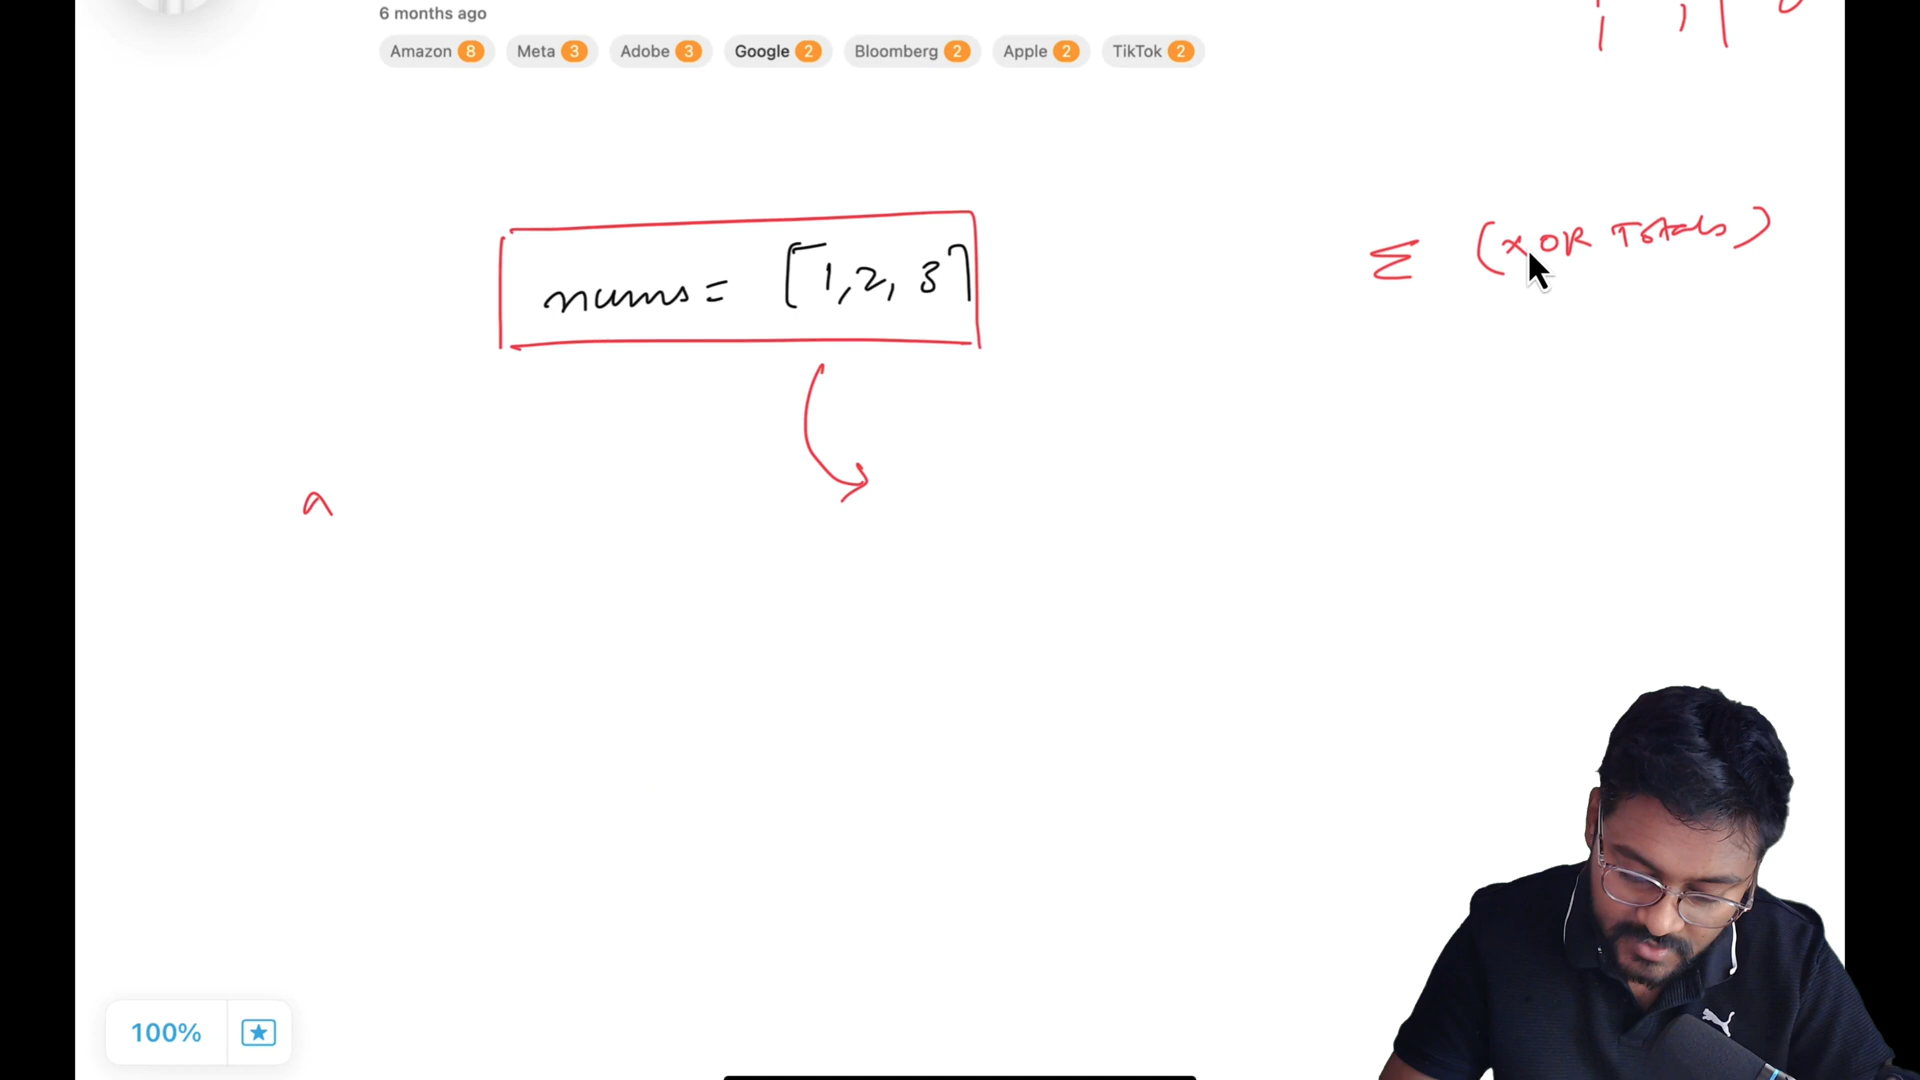 6 months ago
Amazon 8 Meta 3 Adobe 3 Google 2 Bloomberg 2 Apple 2 TikTok 2
Σ (XOR Totals)
nums = [1,2, 3]
a
100%